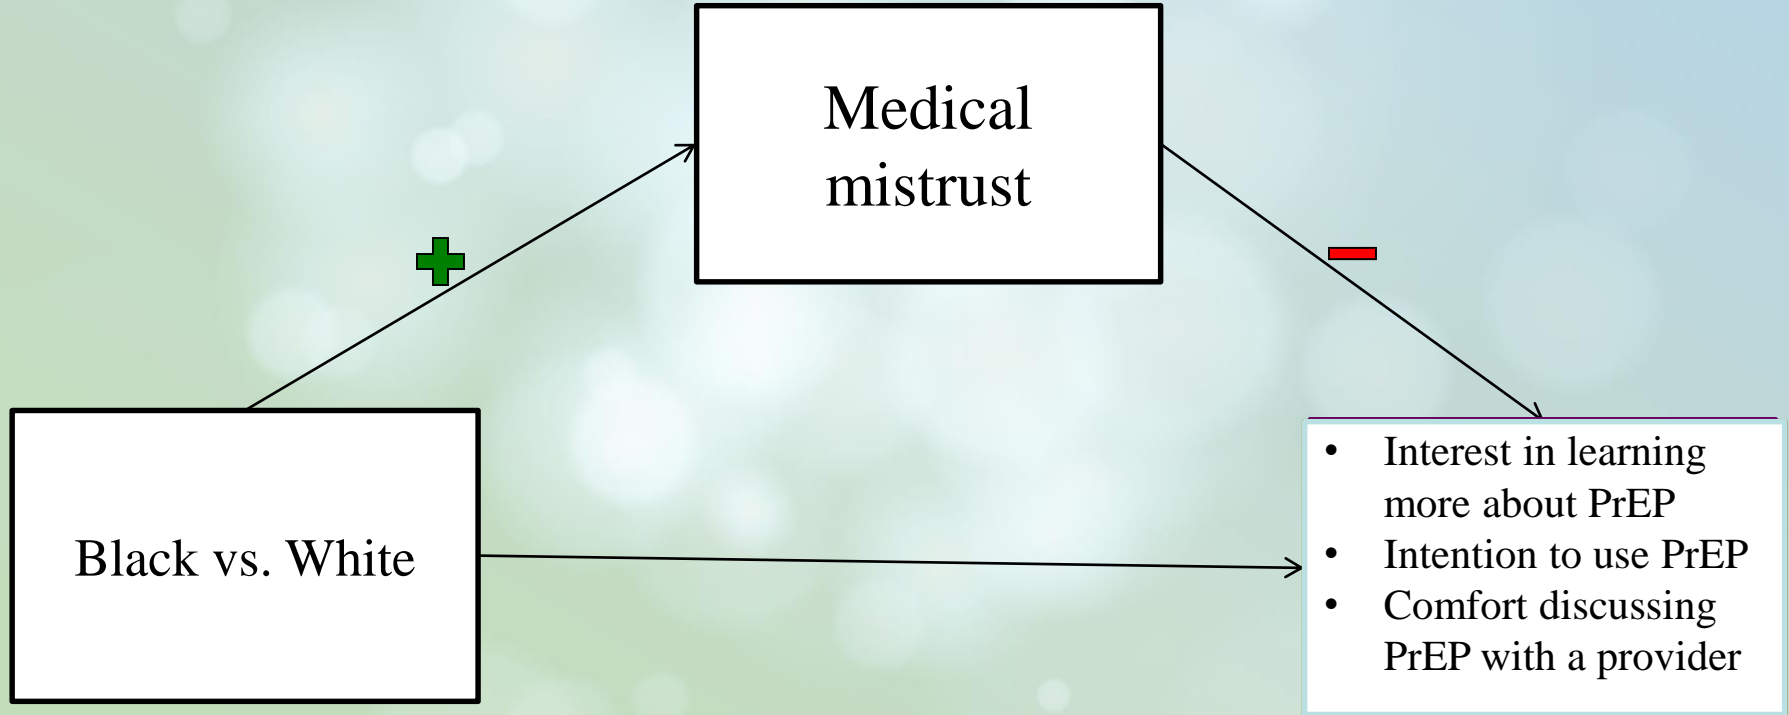 Medical
mistrust
Black vs. White
• Interest in learning
more about PrEP
• Intention to use PrEP
• Comfort discussing
PrEP with a provider